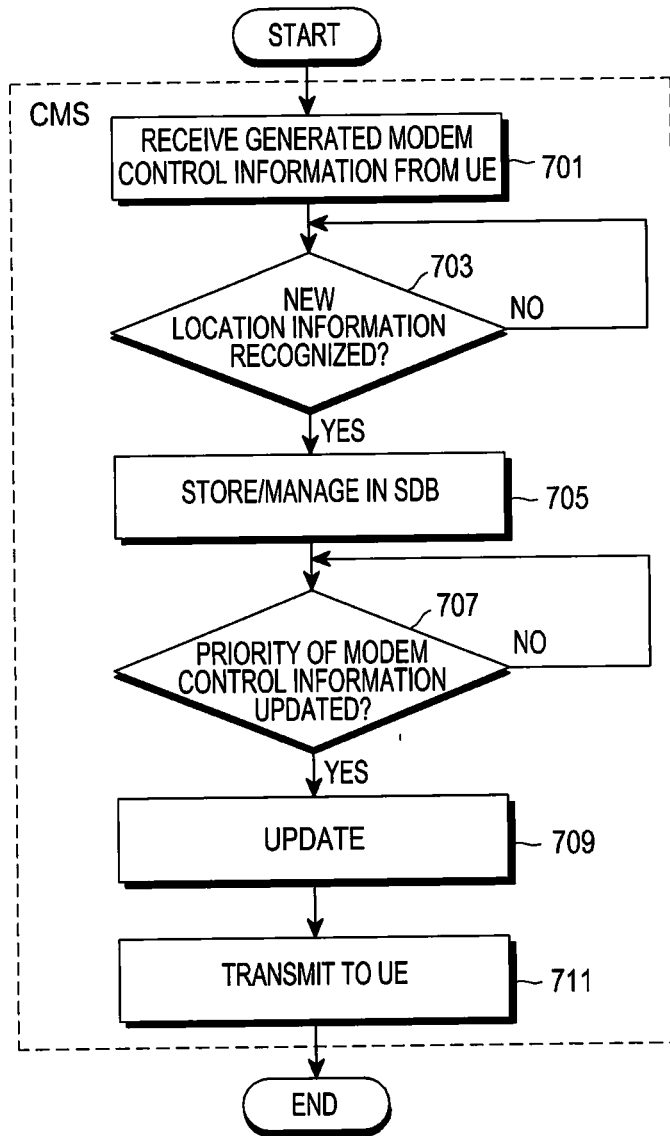 START
CMS
RECEIVE GENERATED MODEM
CONTROL INFORMATION FROM UE
701
703
NEW
LOCATION INFORMATION
RECOGNIZED?
NO
YES
STORE/MANAGE IN SDB
705
707
PRIORITY OF MODEM
CONTROL INFORMATION
UPDATED?
NO
YES
UPDATE
709
TRANSMIT TO UE
711
END